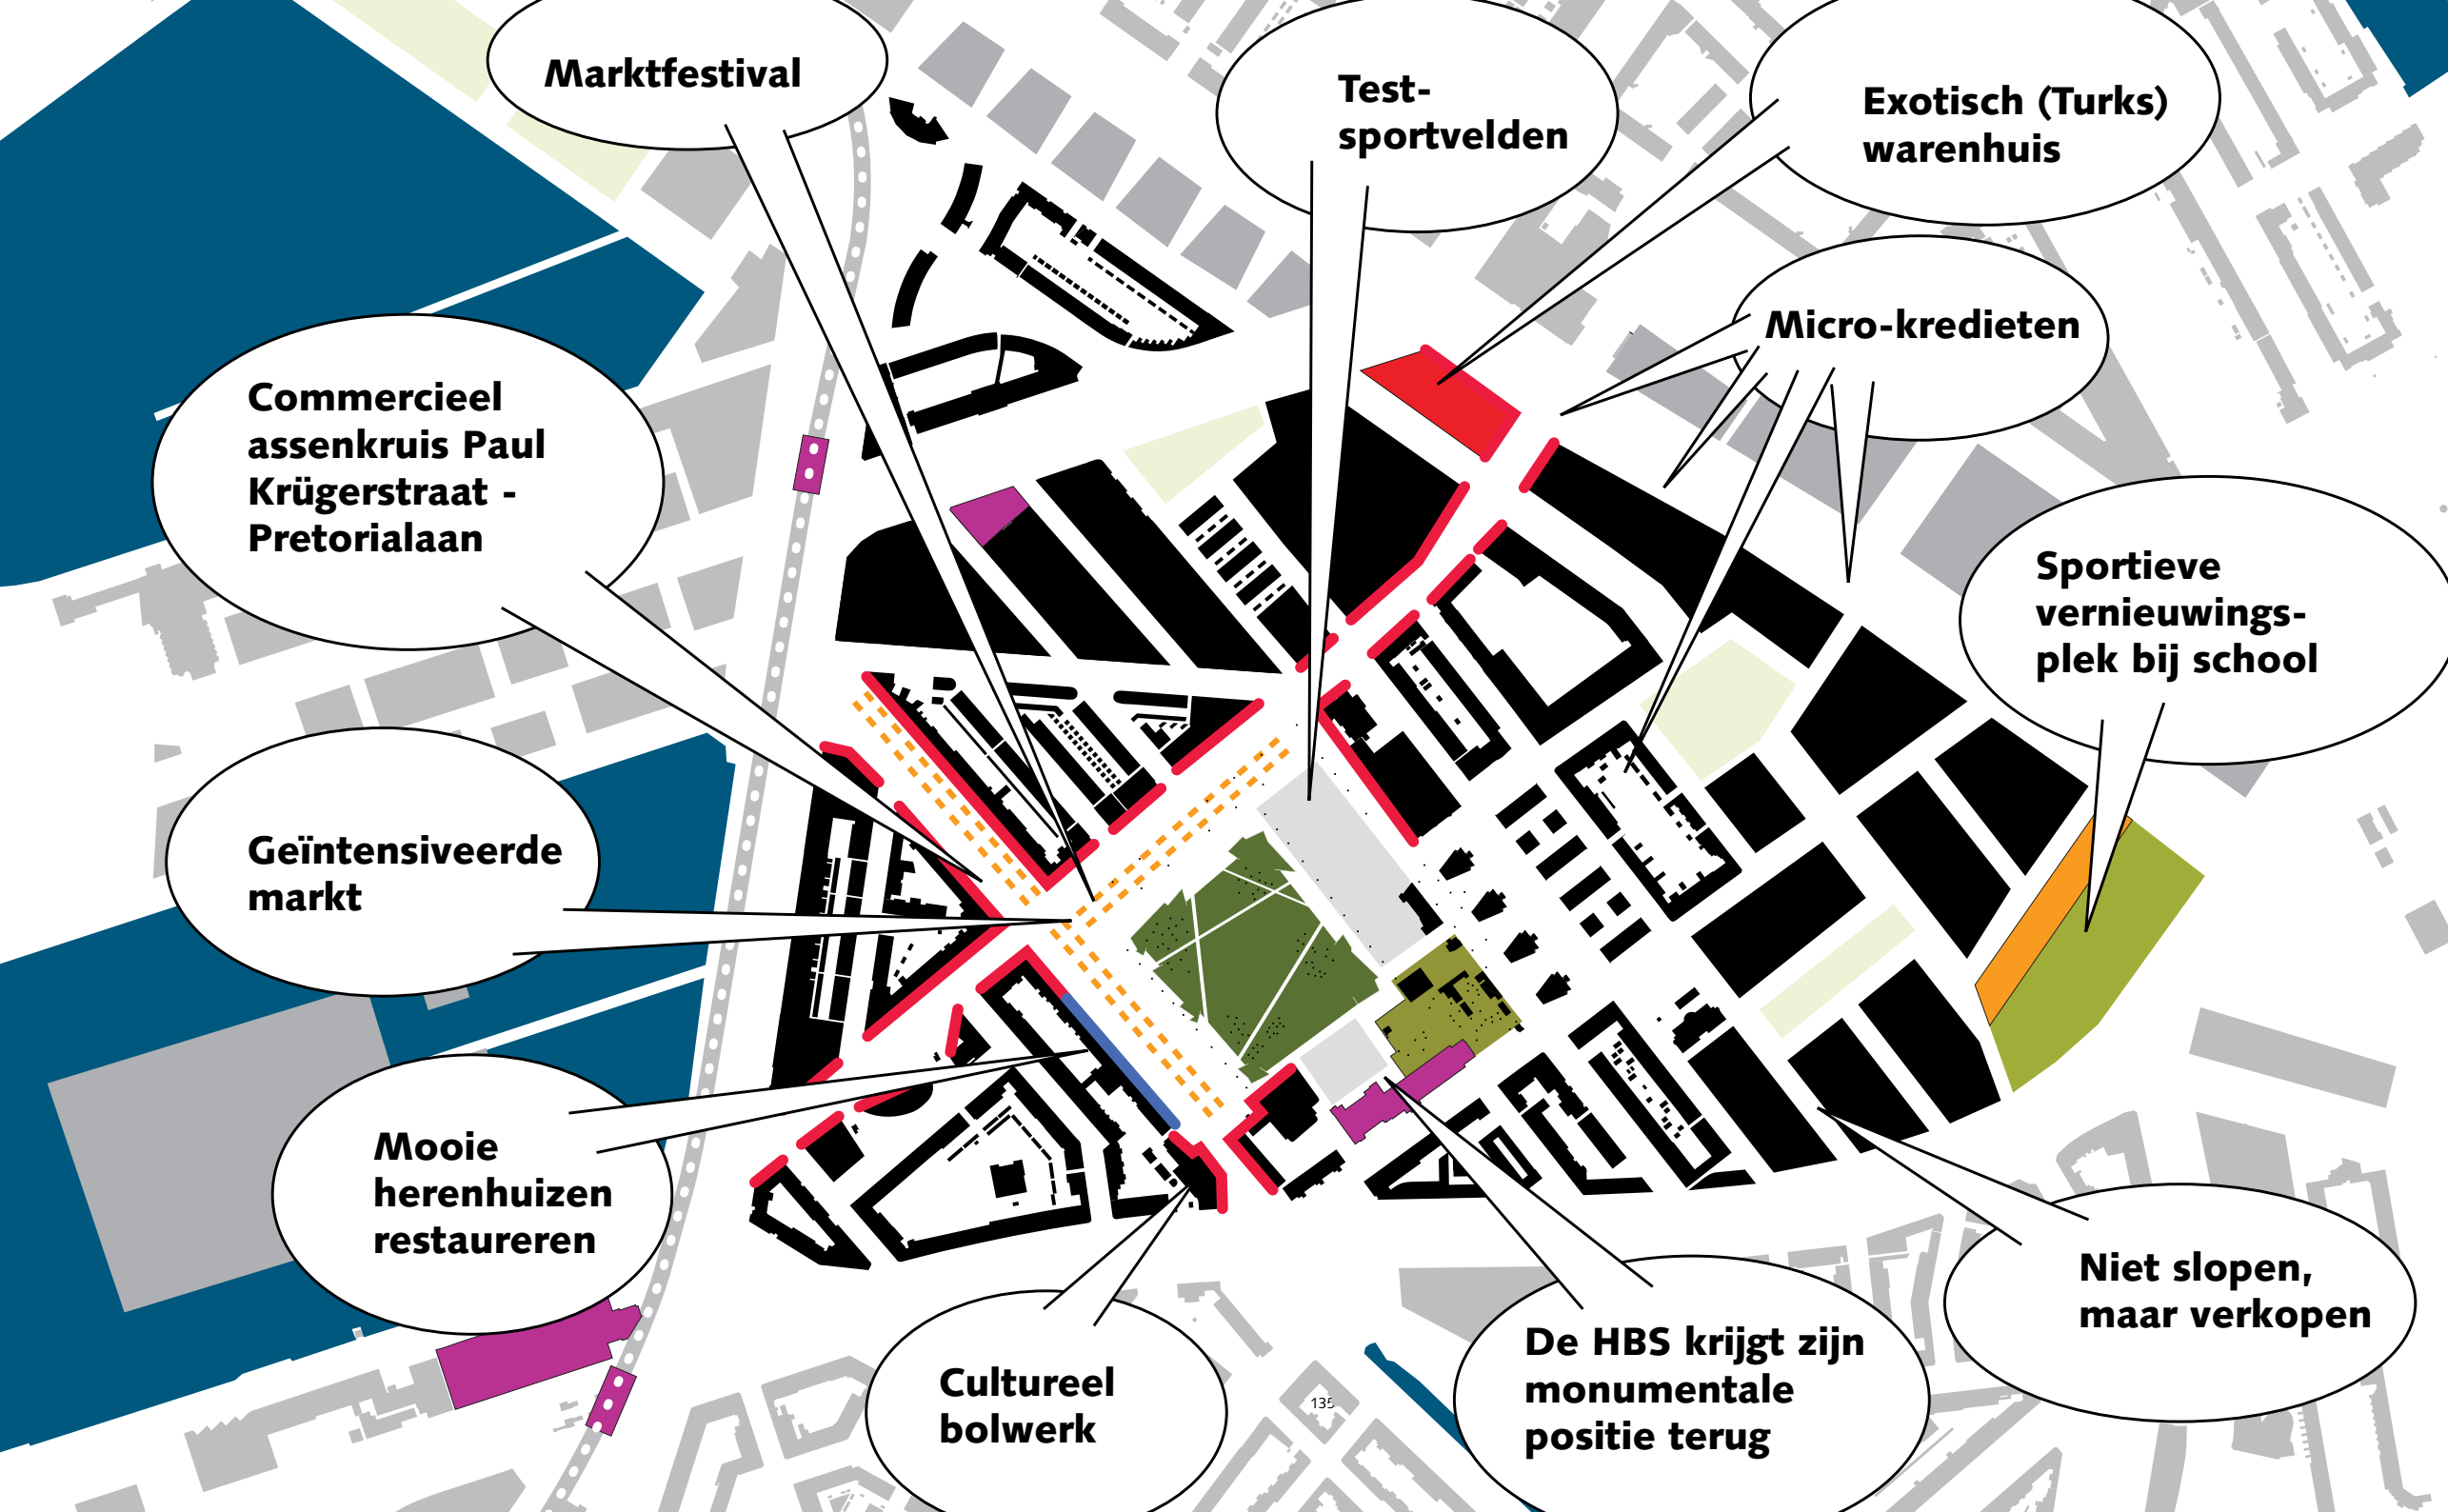 Marktfestival
Test-
sportvelden
Exotisch (Turks)
warenhuis
Micro-kredieten
Commercieel
assenkruis Paul
Krügerstraat -
Pretorialaan
Sportieve
vernieuwings-
plek bij school
Geïntensiveerde
markt
Mooie
herenhuizen
restaureren
Niet slopen,
maar verkopen
De HBS krijgt zijn
monumentale
positie terug
Cultureel
bolwerk
135